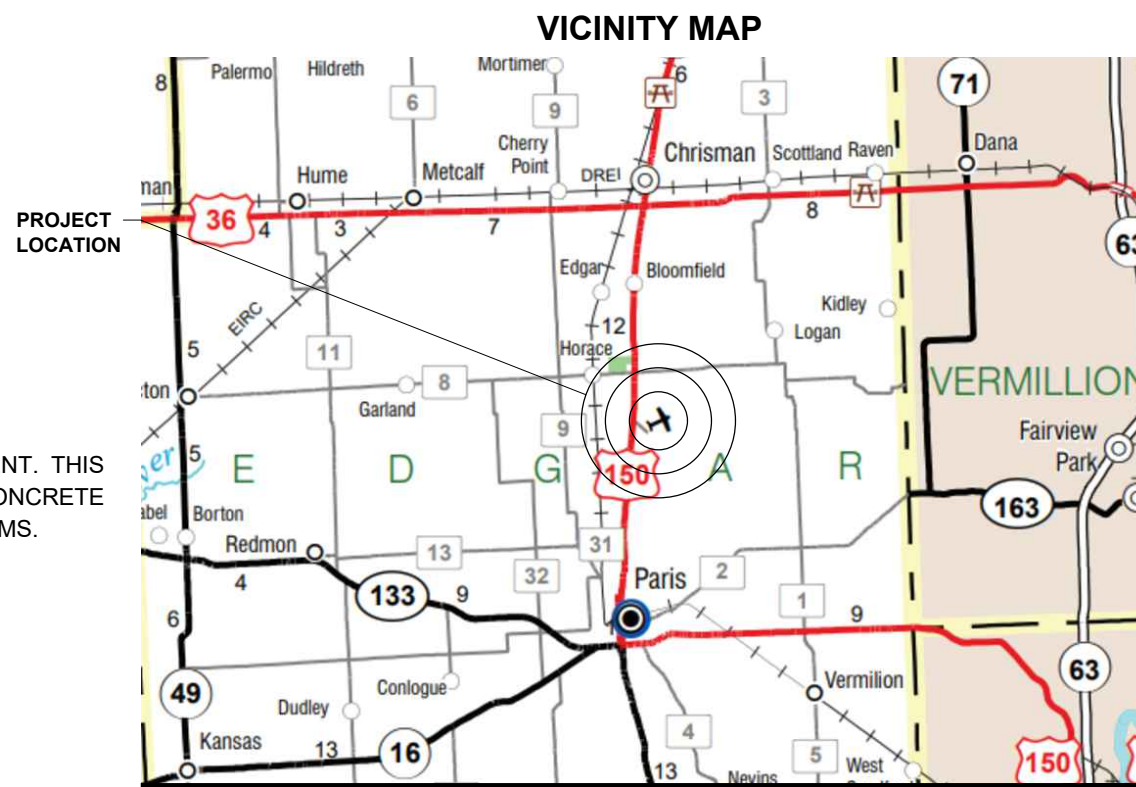 VICINITY MAP
8
Palermo
Hildreth
Mortimer
6
6
9
3
71
Cherry
Point
DREI
Chrisman
Scottland
Raven
Dana
man
Hume
Metcalf
PROJECT
LOCATION
36
4
3
7
8
63
Edgar
Bloomfield
Kidley
EIRC
12
Logan
5
11
Horace
ton
8
Garland
VERMILLION
9
Fairview
Park
NT. THIS
ONCRETE
MS.
er
5
E D G A R
150
163
abel
Borton
Redmon
13
31
4
32
Paris
2
133
9
1
9
6
63
49
Conlogue
Vermilion
Dudley
4
Kansas
13
16
5
West
150
13
Nevins